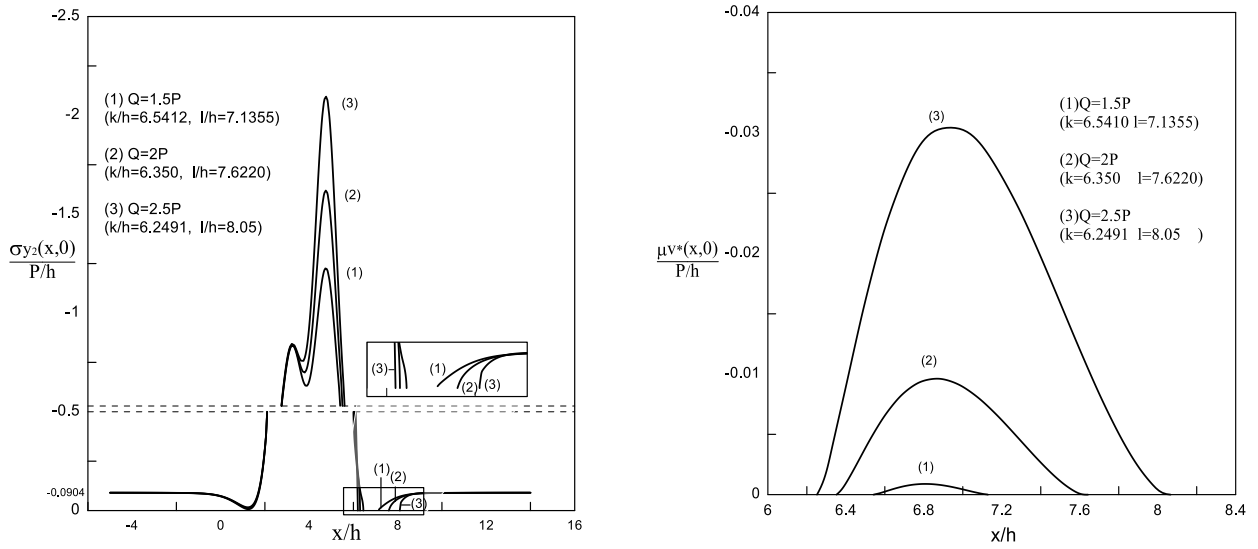 -2.5
-2
-1.5
-1
-0.5
-0.0904
0
σy₂(x,0)
P/h
(1) Q=1.5P
(k/h=6.5412, l/h=7.1355)
(2) Q=2P
(k/h=6.350, l/h=7.6220)
(3) Q=2.5P
(k/h=6.2491, l/h=8.05)
(3)
(2)
(1)
(3)
(1)
(2)
(3)
(1)
(2)
(3)
-4 0 4 8 12 16
x/h
-0.04
-0.03
-0.02
-0.01
0
μv*(x,0)
P/h
(1)Q=1.5P
(k=6.5410 l=7.1355)
(2)Q=2P
(k=6.350 l=7.6220)
(3)Q=2.5P
(k=6.2491 l=8.05 )
(3)
(2)
(1)
6 6.4 6.8 7.2 7.6 8 8.4
x/h